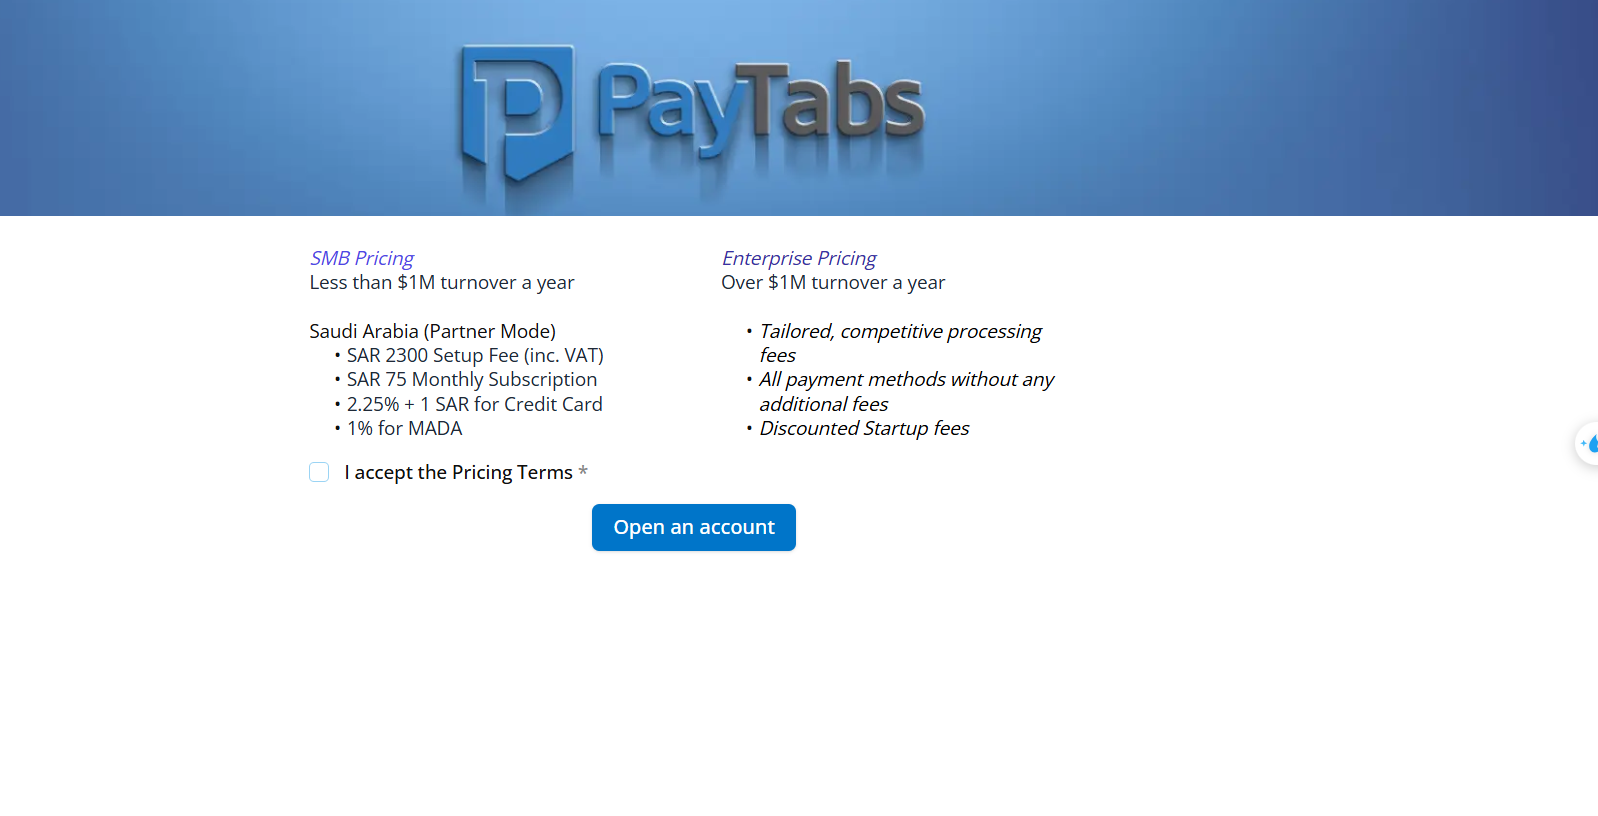 PayTabs
SMB Pricing
Less than $1M turnover a year
Saudi Arabia (Partner Mode)
• SAR 2300 Setup Fee (inc. VAT)
• SAR 75 Monthly Subscription
• 2.25% + 1 SAR for Credit Card
• 1% for MADA
Enterprise Pricing
Over $1M turnover a year
• Tailored, competitive processing
fees
• All payment methods without any
additional fees
• Discounted Startup fees
I accept the Pricing Terms *
Open an account